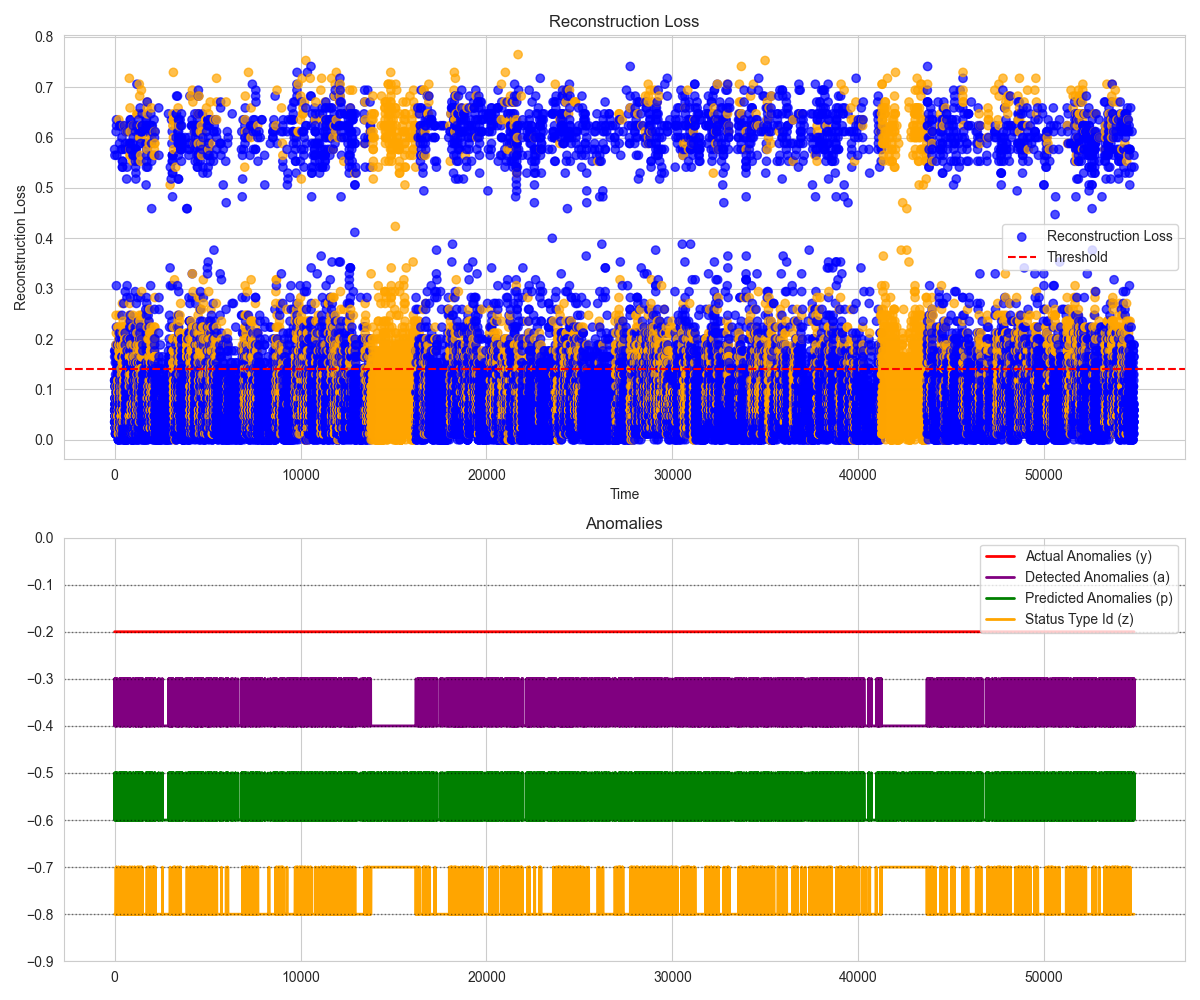 Reconstruction Loss
0.8
0.7
0.6
0.5
0.4
0.3
0.2
0.1
0.0
Reconstruction Loss
Reconstruction Loss
Threshold
0 10000 20000 30000 40000 50000
Time
Anomalies
0.0
−0.1
−0.2
−0.3
−0.4
−0.5
−0.6
−0.7
−0.8
−0.9
Actual Anomalies (y)
Detected Anomalies (a)
Predicted Anomalies (p)
Status Type Id (z)
0 10000 20000 30000 40000 50000